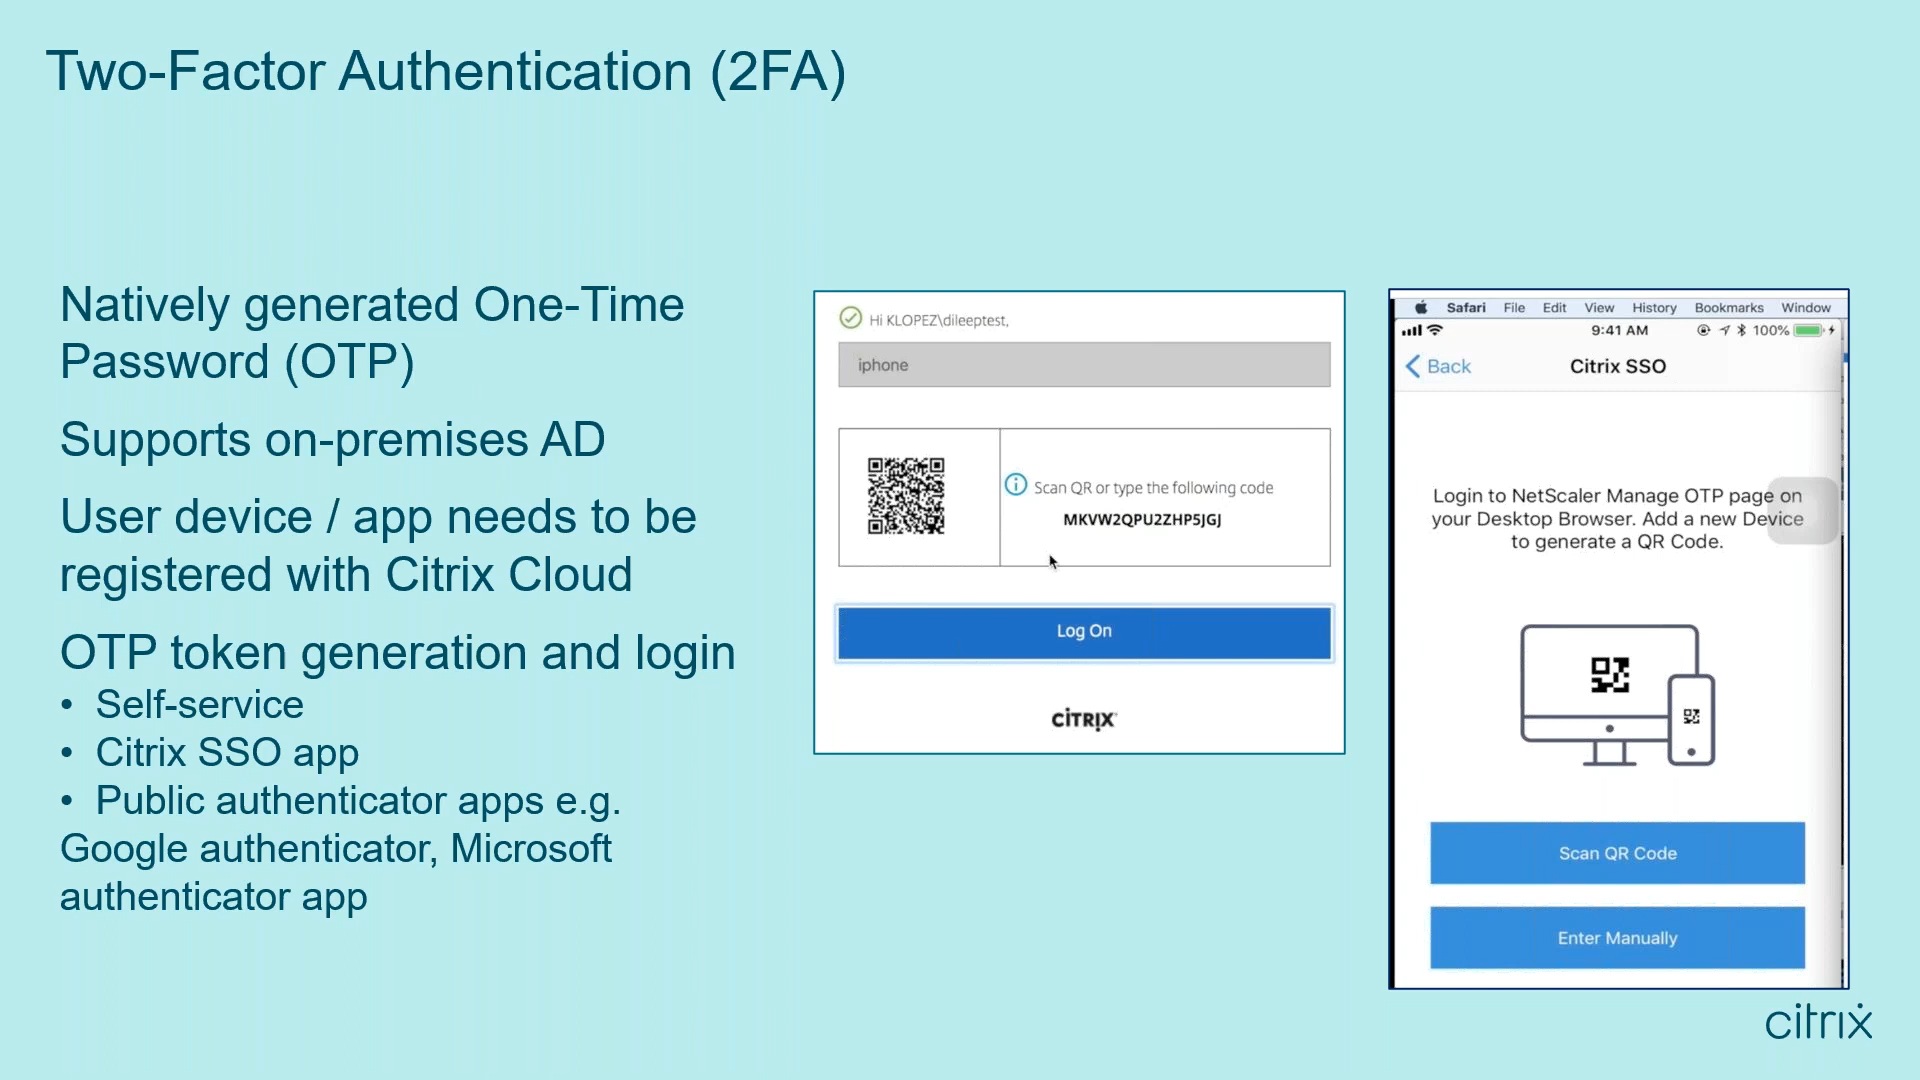 Two-Factor Authentication (2FA)
Natively generated One-Time
Password (OTP)
Supports on-premises AD
User device / app needs to be
registered with Citrix Cloud
OTP token generation and login
• Self-service
• Citrix SSO app
• Public authenticator apps e.g.
Google authenticator, Microsoft
authenticator app
Hi KLOPEZ\dileeptest,
iphone
Scan QR or type the following code
MKVW2QPU2ZHP5JGJ
Log On
CİTRIX
Safari File Edit View History Bookmarks Window
9:41 AM 100%
Back Citrix SSO
Login to NetScaler Manage OTP page on
your Desktop Browser. Add a new Device
to generate a QR Code.
Scan QR Code
Enter Manually
citrix